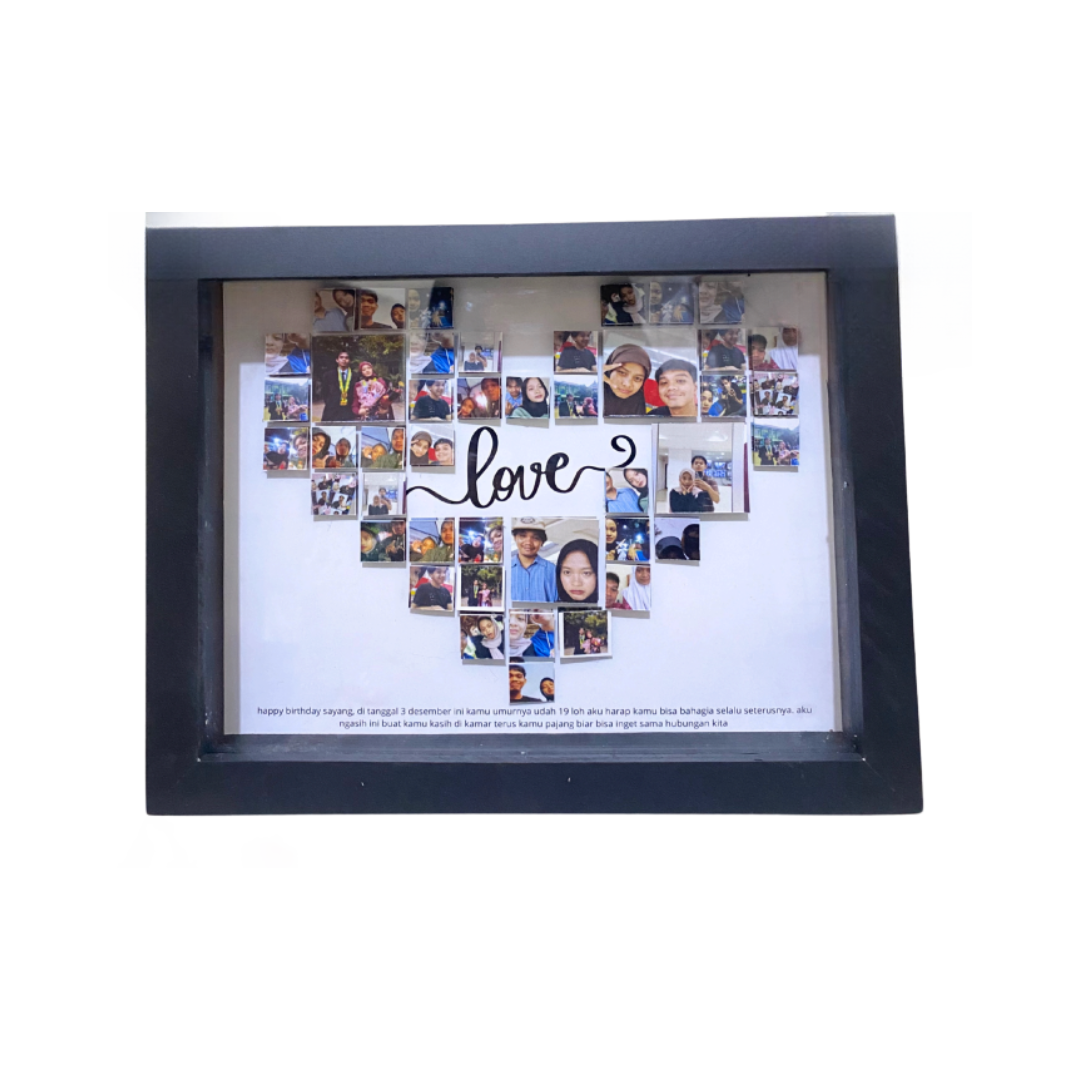 love
happy birthday sayang, di tanggal 3 desember ini kamu umurnya udah 19 loh aku harap kamu bisa bahagia selalu seterusnya. aku
ngasih ini buat kamu kasih di kamar terus kamu pajang biar bisa inget sama hubungan kita